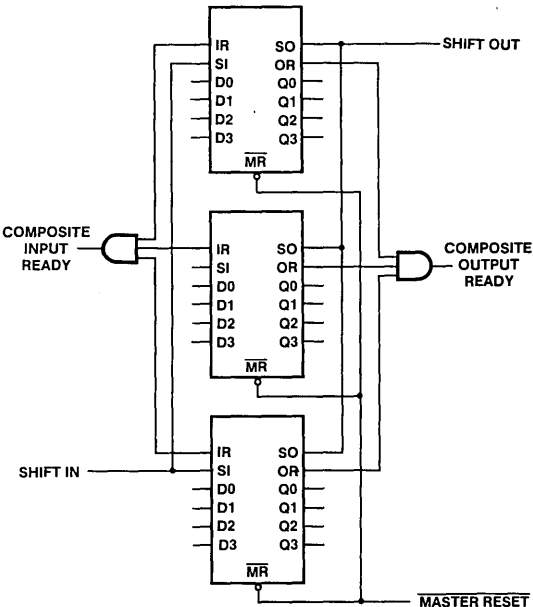 IR SO SHIFT OUT
SI OR
D0 Q0
D1 Q1
D2 Q2
D3 Q3
MR
COMPOSITE INPUT READY
IR SO
SI OR
D0 Q0
D1 Q1
D2 Q2
D3 Q3
MR
COMPOSITE OUTPUT READY
IR SO
SHIFT IN SI OR
D0 Q0
D1 Q1
D2 Q2
D3 Q3
MR
MASTER RESET